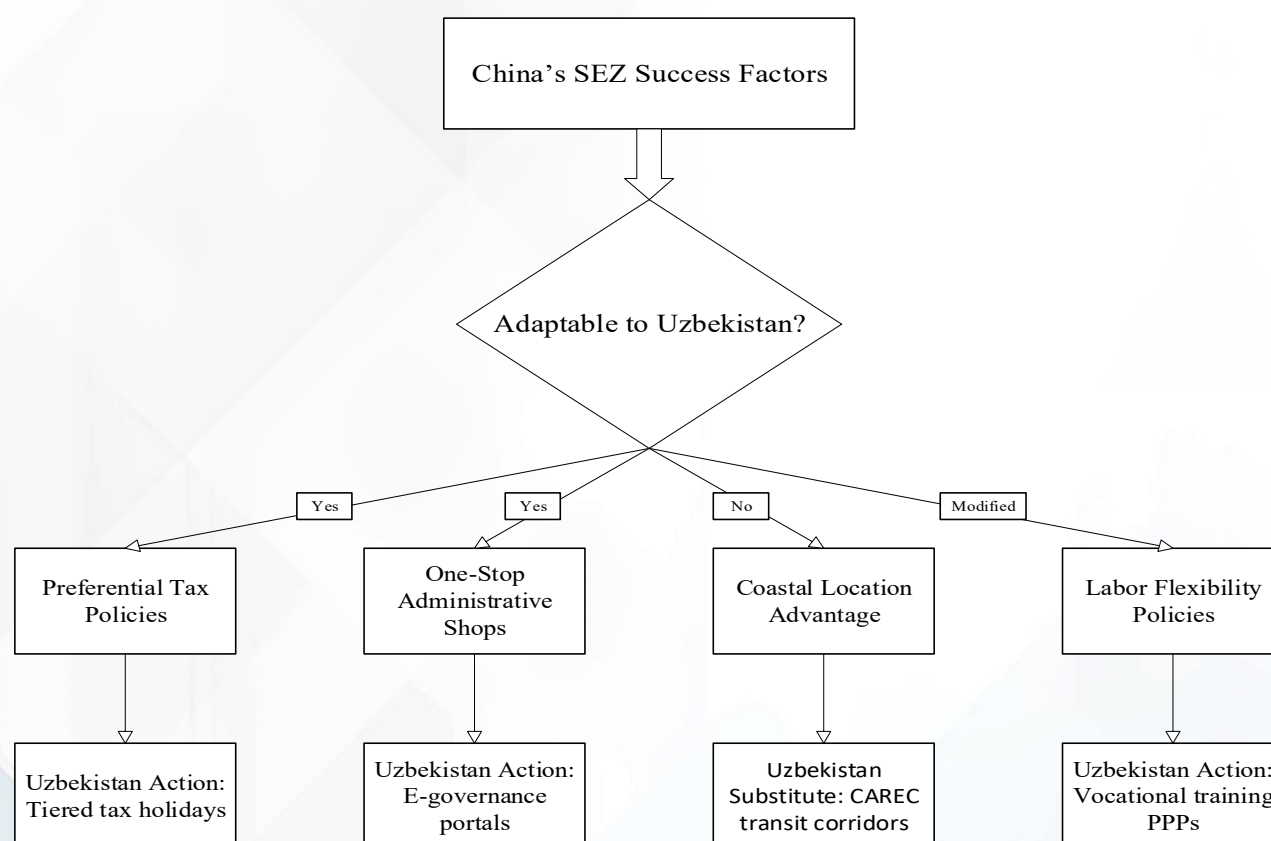 China’s SEZ Success Factors
Adaptable to Uzbekistan?
Yes
Yes
No
Modified
Preferential Tax
Policies
One-Stop
Administrative
Shops
Coastal Location
Advantage
Labor Flexibility
Policies
Uzbekistan Action:
Tiered tax holidays
Uzbekistan Action:
E-governance
portals
Uzbekistan
Substitute: CAREC
transit corridors
Uzbekistan Action:
Vocational training
PPPs